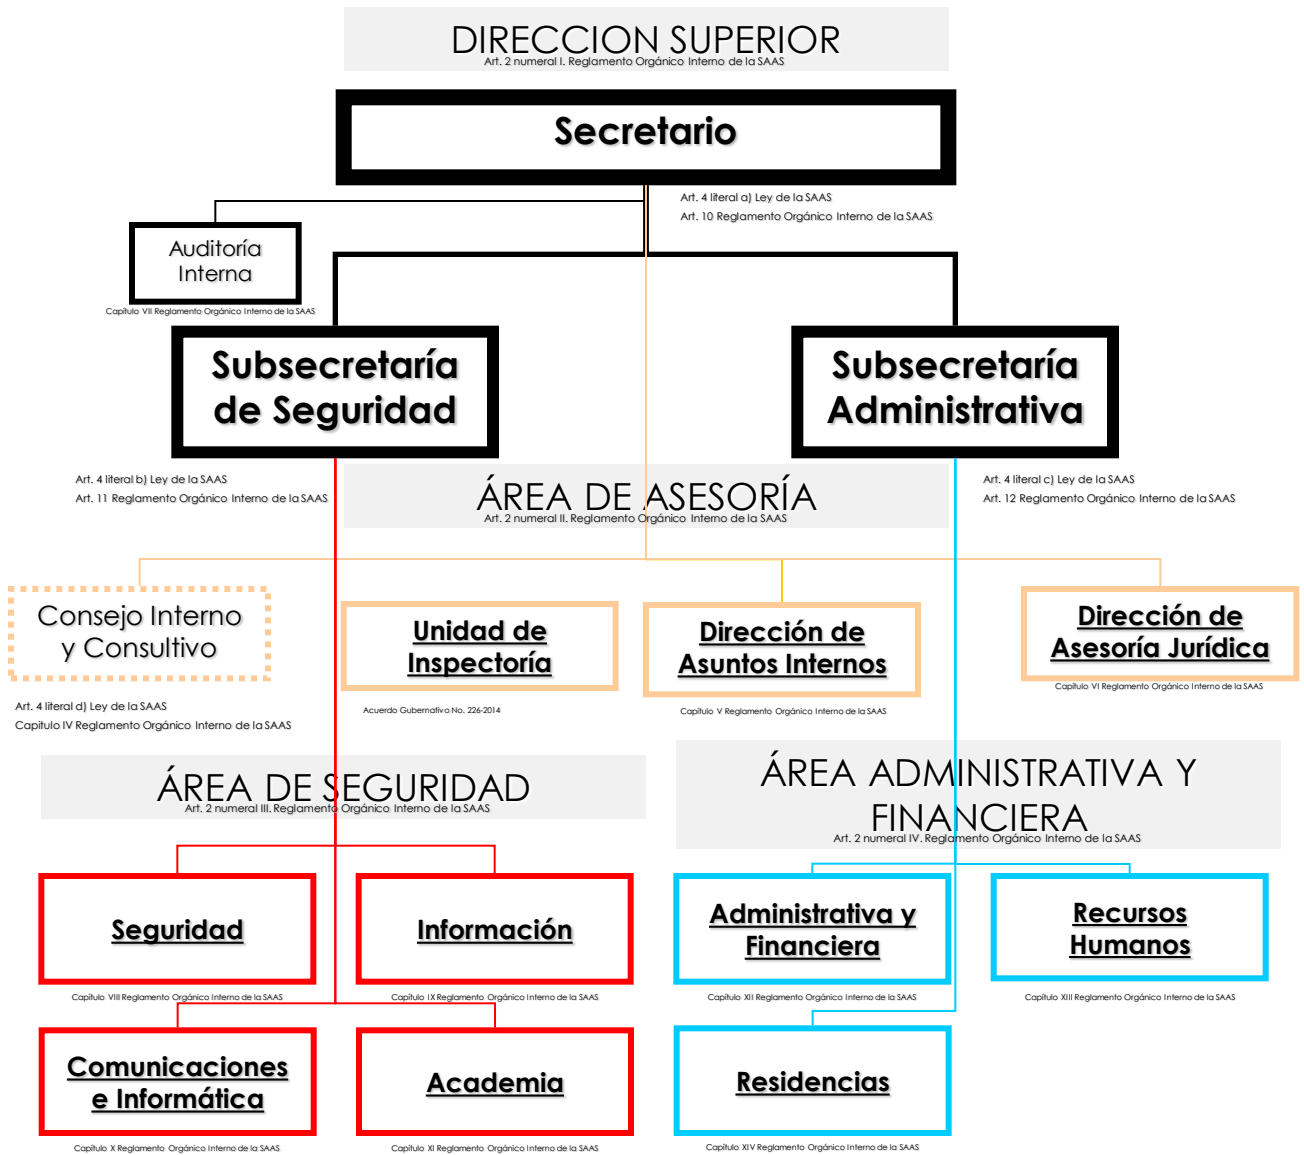 DIRECCION SUPERIOR
Art. 2 numeral I. Reglamento Orgánico Interno de la SAAS
Secretario
Art. 4 literal a) Ley de la SAAS
Art. 10 Reglamento Orgánico Interno de la SAAS
Auditoría
Interna
Capítulo VII Reglamento Orgánico Interno de la SAAS
Subsecretaría
de Seguridad
Subsecretaría
Administrativa
Art. 4 literal b) Ley de la SAAS
Art. 11 Reglamento Orgánico Interno de la SAAS
Art. 4 literal c) Ley de la SAAS
Art. 12 Reglamento Orgánico Interno de la SAAS
ÁREA DE ASESORÍA
Art. 2 numeral II. Reglamento Orgánico Interno de la SAAS
Consejo Interno
y Consultivo
Unidad de
Inspectoría
Dirección de
Asuntos Internos
Dirección de
Asesoría Jurídica
Art. 4 literal d) Ley de la SAAS
Capitulo IV Reglamento Orgánico Interno de la SAAS
Acuerdo Gubernativo No. 226-2014
Capítulo V Reglamento Orgánico Interno de la SAAS
Capítulo VI Reglamento Orgánico Interno de la SAAS
ÁREA DE SEGURIDAD
Art. 2 numeral III. Reglamento Orgánico Interno de la SAAS
ÁREA ADMINISTRATIVA Y
FINANCIERA
Art. 2 numeral IV. Reglamento Orgánico Interno de la SAAS
Seguridad
Información
Administrativa y
Financiera
Recursos
Humanos
Capítulo VIII Reglamento Orgánico Interno de la SAAS
Capítulo IX Reglamento Orgánico Interno de la SAAS
Capítulo XII Reglamento Orgánico Interno de la SAAS
Capítulo XIII Reglamento Orgánico Interno de la SAAS
Comunicaciones
e Informática
Academia
Residencias
Capítulo X Reglamento Orgánico Interno de la SAAS
Capítulo XI Reglamento Orgánico Interno de la SAAS
Capítulo XIV Reglamento Orgánico Interno de la SAAS